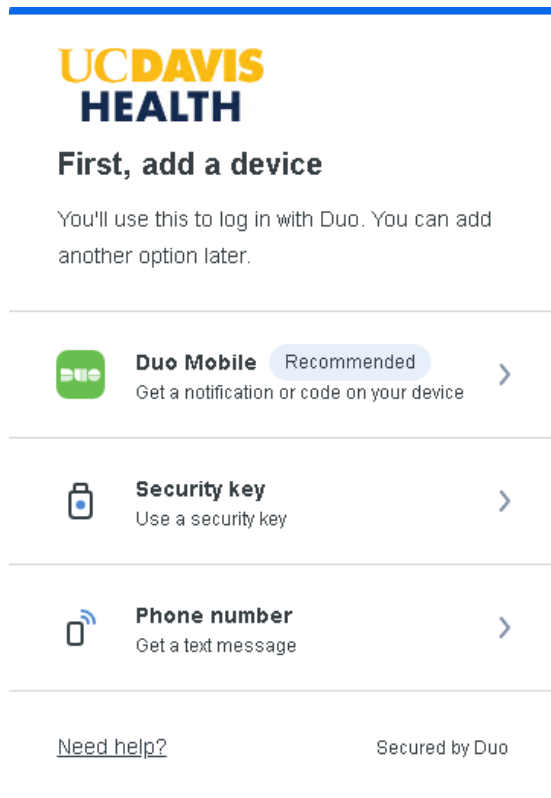 UCDAVIS
HEALTH
First, add a device
You'll use this to log in with Duo. You can add
another option later.
DUO
Duo Mobile Recommended
Get a notification or code on your device
Security key
Use a security key
Phone number
Get a text message
Need help? Secured by Duo